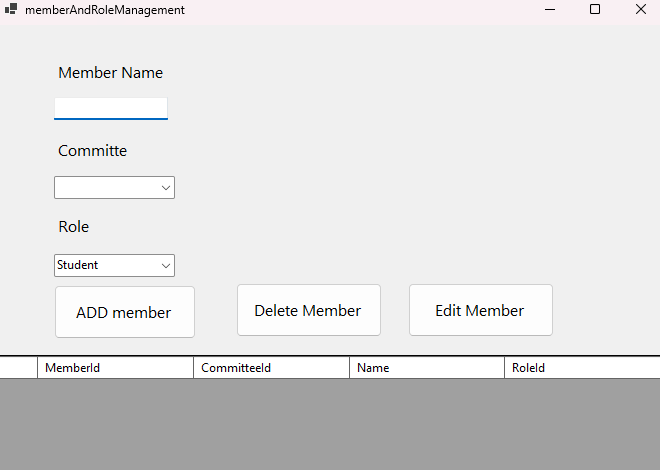 memberAndRoleManagement
Member Name
Committe
Role
Student
ADD member
Delete Member
Edit Member
MemberId
CommitteeId
Name
RoleId